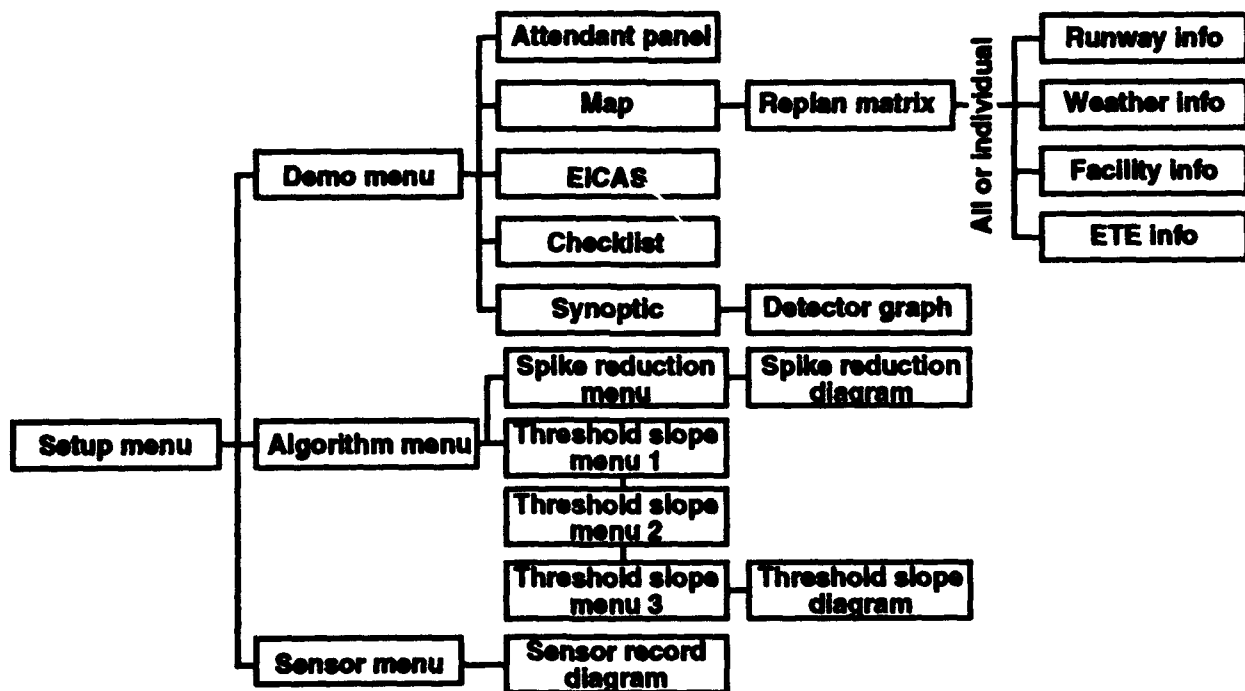 Attendant panel
Map
Replan matrix
All or individual
Runway info
Weather info
Facility info
ETE info
Demo menu
EICAS
Checklist
Synoptic
Detector graph
Setup menu
Algorithm menu
Spike reduction
menu
Spike reduction
diagram
Threshold slope
menu 1
Threshold slope
menu 2
Threshold slope
menu 3
Threshold slope
diagram
Sensor menu
Sensor record
diagram